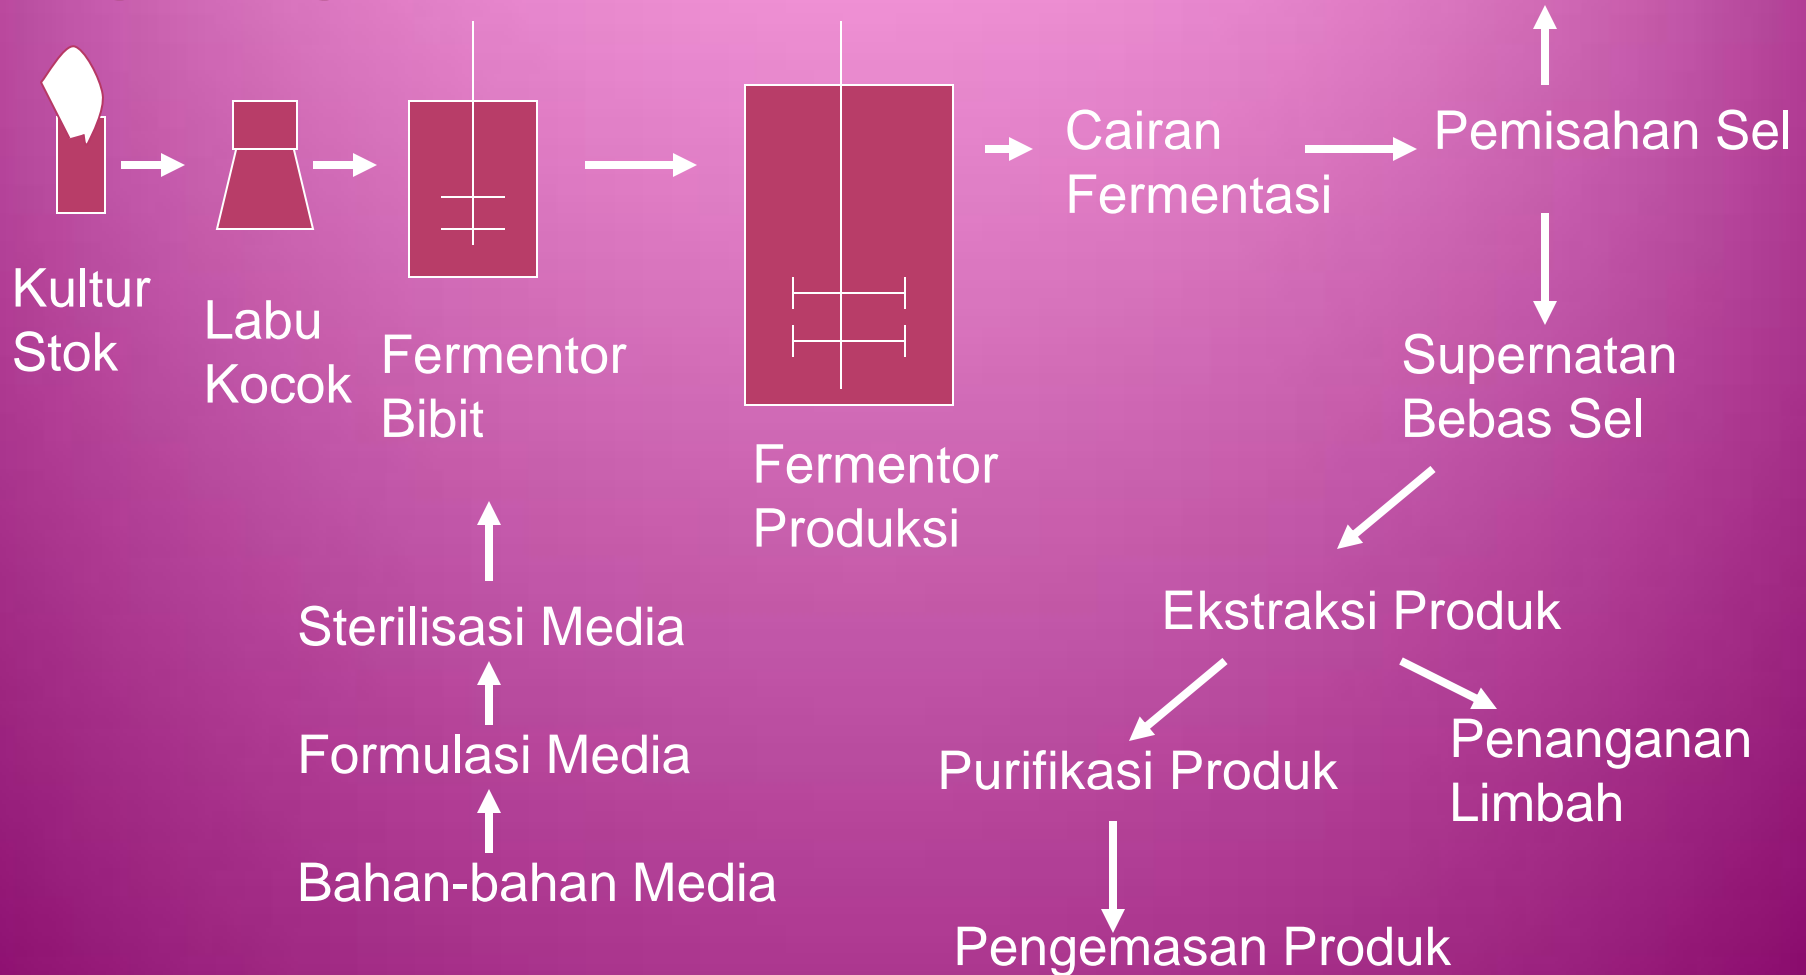 Kultur
Stok
Labu
Kocok
Fermentor
Bibit
Fermentor
Produksi
Cairan
Fermentasi
Pemisahan Sel
Supernatan
Bebas Sel
Ekstraksi Produk
Purifikasi Produk
Penanganan
Limbah
Pengemasan Produk
Sterilisasi Media
Formulasi Media
Bahan-bahan Media